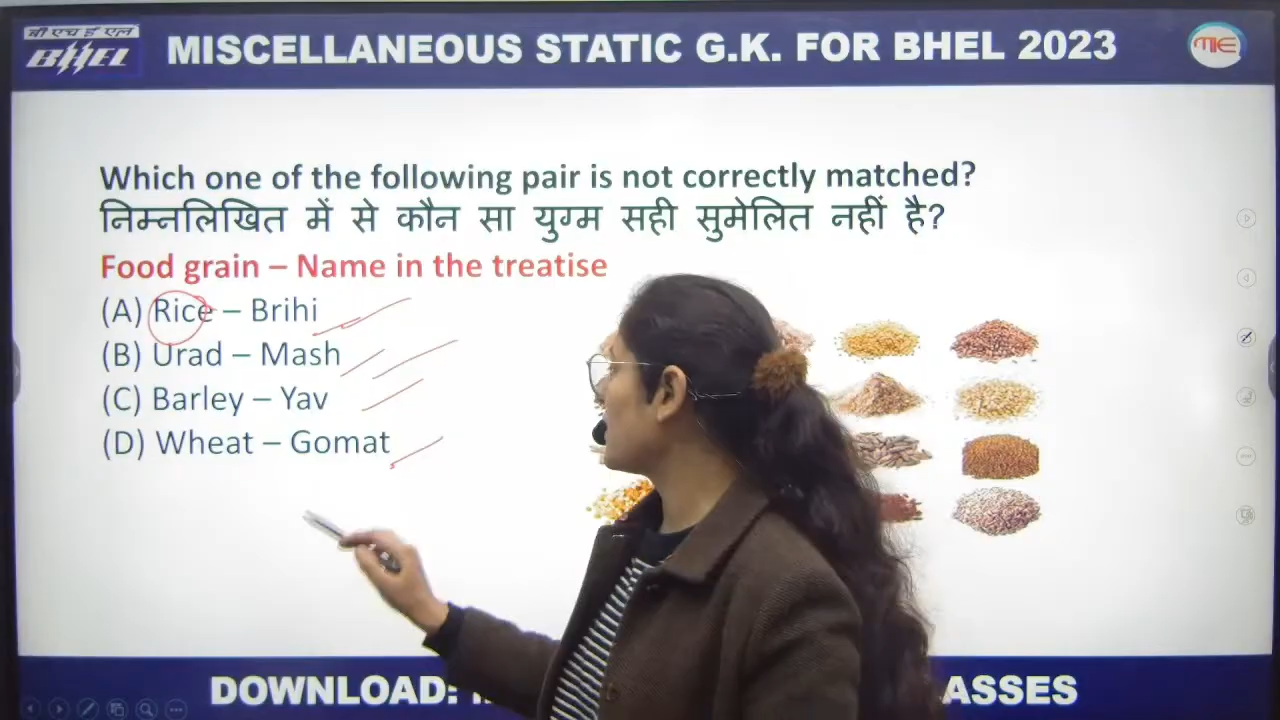 बी एच ई एल
BHEL
MISCELLANEOUS STATIC G.K. FOR BHEL 2023
MIE
Which one of the following pair is not correctly matched?
निम्नलिखित में से कौन सा युग्म सही सुमेलित नहीं है?
Food grain – Name in the treatise
(A) Rice – Brihi
(B) Urad – Mash
(C) Barley – Yav
(D) Wheat – Gomat
DOWNLOAD: ASSES